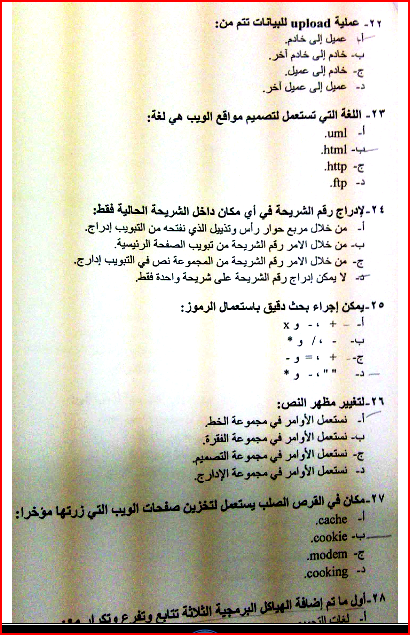 ٢٢- عملية upload للبيانات تتم من:
أ- عميل إلى خادم.
ب- خادم إلى خادم آخر.
ج- خادم إلى عميل.
د- عميل إلى عميل آخر.
٢٣- اللغة التي تستعمل لتصميم مواقع الويب هي لغة:
أ- uml.
ب- html.
ج- http.
د- ftp.
٢٤- لإدراج رقم الشريحة في أي مكان داخل الشريحة الحالية فقط:
أ- من خلال مربع حوار رأس وتذييل الذي نفتحه من التبويب إدراج.
ب- من خلال الامر رقم الشريحة من تبويب الصفحة الرئيسية.
ج- من خلال الامر رقم الشريحة من المجموعة نص في التبويب إدارج.
د- لا يمكن إدراج رقم الشريحة على شريحة واحدة فقط.
٢٥- يمكن إجراء بحث دقيق باستعمال الرموز:
أ- + ، - و x
ب- - ، / و *
ج- + ، = و -
د- " " ، - و *
٢٦- لتغيير مظهر النص:
أ- نستعمل الأوامر في مجموعة الخط.
ب- نستعمل الأوامر في مجموعة الفقرة.
ج- نستعمل الأوامر في مجموعة التصميم.
د- نستعمل الأوامر في مجموعة الإدارج.
٢٧- مكان في القرص الصلب يستعمل لتخزين صفحات الويب التي زرتها مؤخرا:
أ- cache.
ب- cookie.
ج- modem.
د- cooking.
٢٨- أول ما تم إضافة الهياكل البرمجية الثلاثة تتابع وتفرع وتكرار
أ- لغات